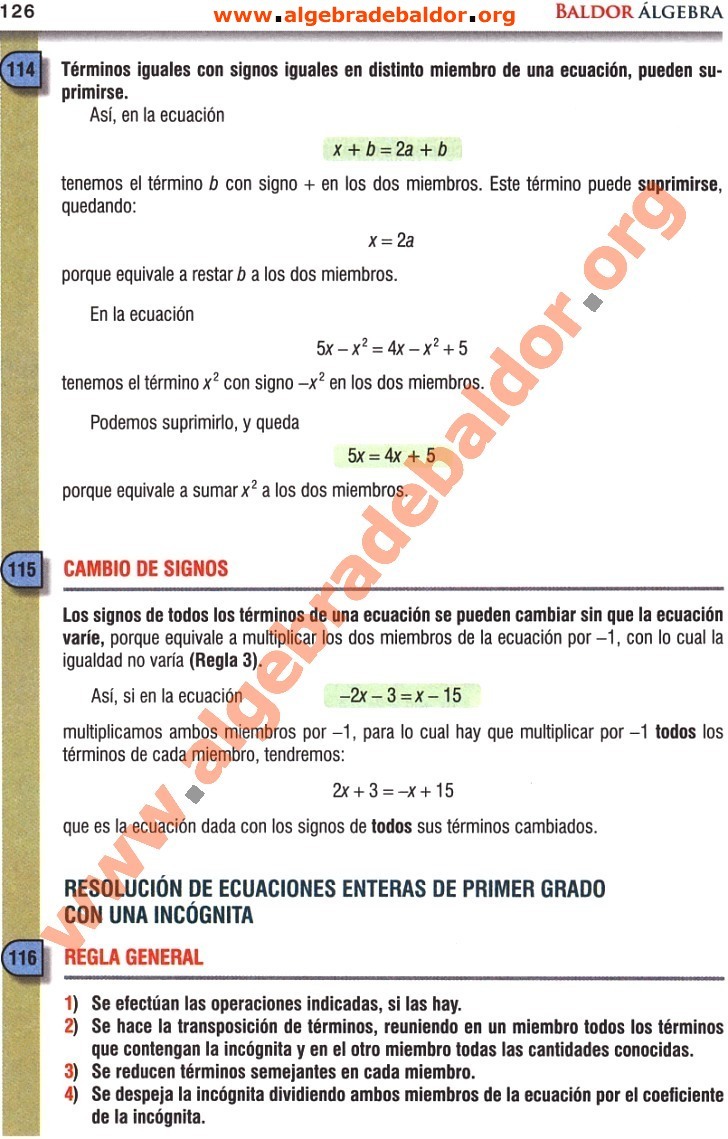 126
www.algebradebaldor.org
BALDOR ÁLGEBRA
114
Términos iguales con signos iguales en distinto miembro de una ecuación, pueden su-
primirse.
Así, en la ecuación
x + b = 2a + b
tenemos el término b con signo + en los dos miembros. Este término puede suprimirse,
quedando:
x = 2a
porque equivale a restar b a los dos miembros.
En la ecuación
5x – x² = 4x – x² + 5
tenemos el término x² con signo –x² en los dos miembros.
Podemos suprimirlo, y queda
5x = 4x + 5
porque equivale a sumar x² a los dos miembros.
115
CAMBIO DE SIGNOS
Los signos de todos los términos de una ecuación se pueden cambiar sin que la ecuación
varíe, porque equivale a multiplicar los dos miembros de la ecuación por –1, con lo cual la
igualdad no varía (Regla 3).
Así, si en la ecuación –2x – 3 = x – 15
multiplicamos ambos miembros por –1, para lo cual hay que multiplicar por –1 todos los
términos de cada miembro, tendremos:
2x + 3 = –x + 15
que es la ecuación dada con los signos de todos sus términos cambiados.
RESOLUCIÓN DE ECUACIONES ENTERAS DE PRIMER GRADO
CON UNA INCÓGNITA
116
REGLA GENERAL
1) Se efectúan las operaciones indicadas, si las hay.
2) Se hace la transposición de términos, reuniendo en un miembro todos los términos
que contengan la incógnita y en el otro miembro todas las cantidades conocidas.
3) Se reducen términos semejantes en cada miembro.
4) Se despeja la incógnita dividiendo ambos miembros de la ecuación por el coeficiente
de la incógnita.
www.algebradebaldor.org